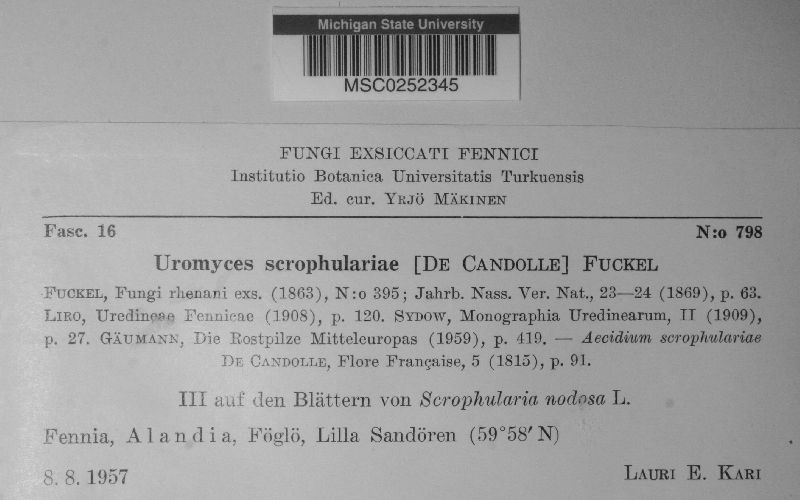 Michigan State University
MSC0252345
FUNGI EXSICCATI FENNICI
Institutio Botanica Universitatis Turkuensis
Ed. cur. YRJÖ MÄKINEN
Fasc. 16 N:o 798
Uromyces scrophulariae [DE CANDOLLE] FUCKEL
FUCKEL, Fungi rhenani exs. (1863), N:o 395; Jahrb. Nass. Ver. Nat., 23—24 (1869), p. 63.
LIRO, Uredineae Fennicae (1908), p. 120. SYDOW, Monographia Uredinearum, II (1909),
p. 27. GÄUMANN, Die Rostpilze Mitteleuropas (1959), p. 419. — Aecidium scrophulariae
DE CANDOLLE, Flore Française, 5 (1815), p. 91.
III auf den Blättern von Scrophularia nodosa L.
Fennia, Alandia, Föglö, Lilla Sandören (59°58′ N)
8. 8. 1957 LAURI E. KARI